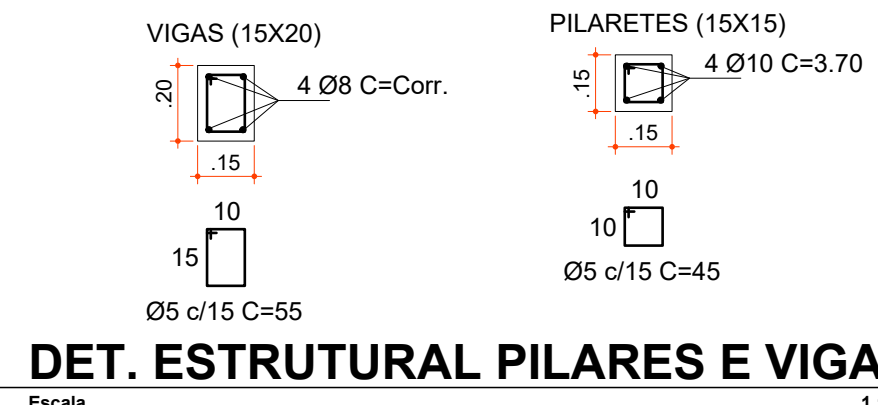 VIGAS (15X20)
.20
4 Ø8 C=Corr.
.15
10
15
Ø5 c/15 C=55
PILARETES (15X15)
.15
4 Ø10 C=3.70
.15
10
10
Ø5 c/15 C=45
DET. ESTRUTURAL PILARES E VIGA
Escala
1